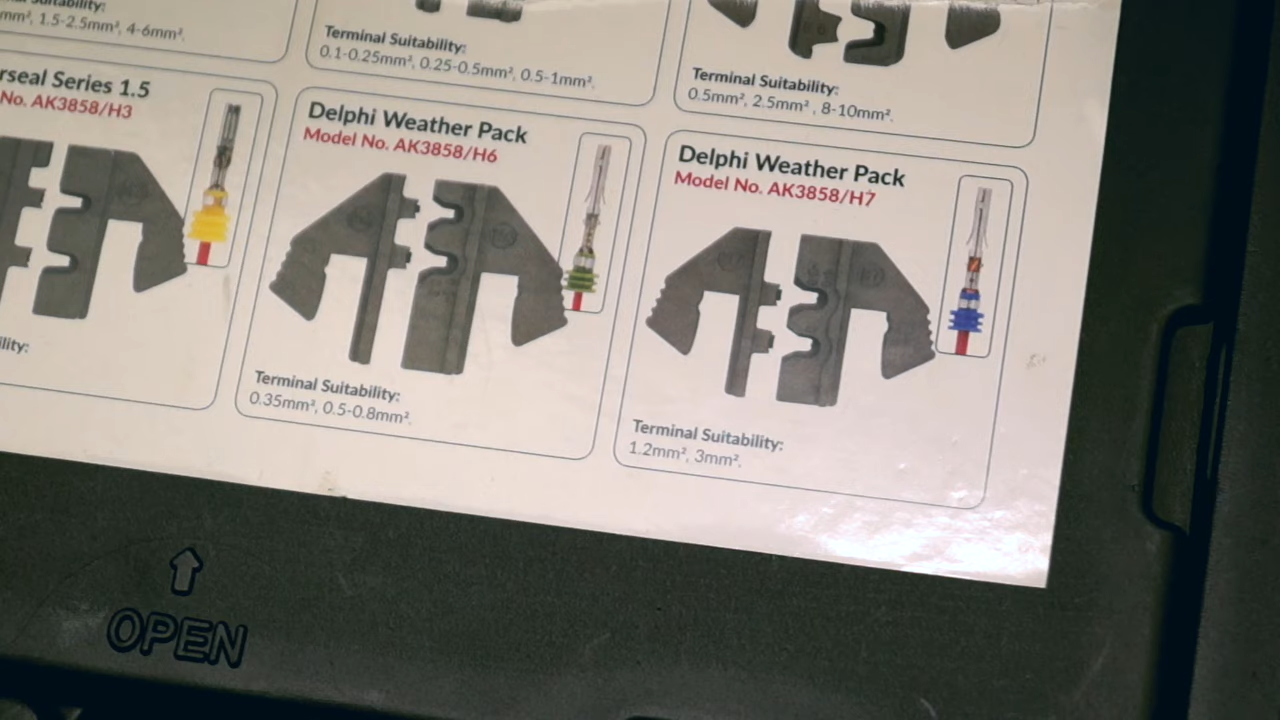 mm², 1.5-2.5mm², 4-6mm².
Terminal Suitability:
0.1-0.25mm², 0.25-0.5mm², 0.5-1mm².
Terminal Suitability:
0.5mm², 2.5mm², 8-10mm².
rseal Series 1.5
No. AK3858/H3
ility:
Delphi Weather Pack
Model No. AK3858/H6
Terminal Suitability:
0.35mm², 0.5-0.8mm².
Delphi Weather Pack
Model No. AK3858/H7
Terminal Suitability:
1.2mm², 3mm².
OPEN